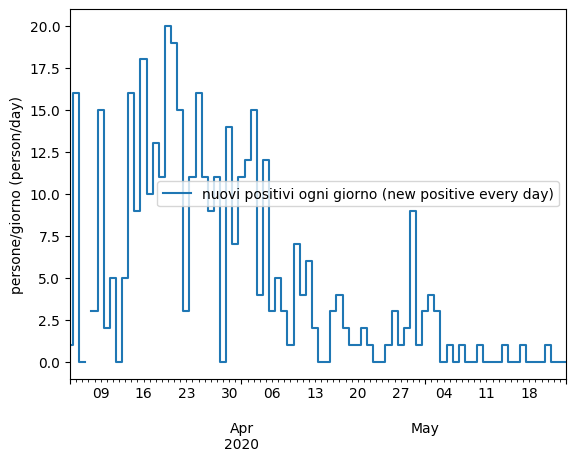 20.0
17.5
15.0
12.5
10.0
7.5
5.0
2.5
0.0
persone/giorno (person/day)
nuovi positivi ogni giorno (new positive every day)
09 16 23 30 06 13 20 27 04 11 18
Apr May
2020